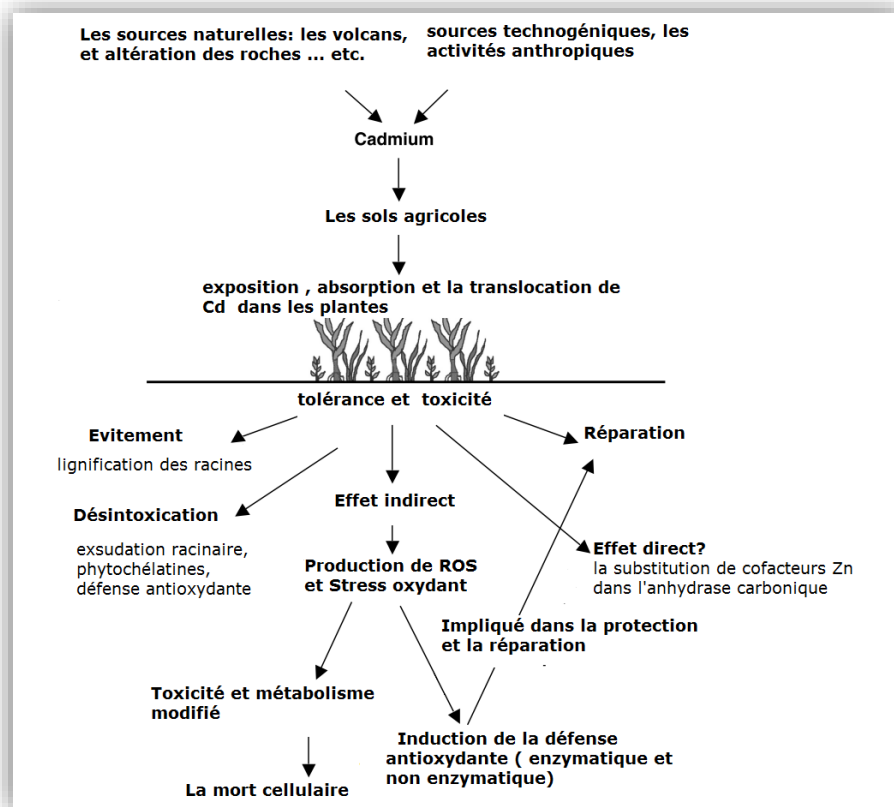 Les sources naturelles: les volcans,
et altération des roches ... etc.
sources technogéniques, les
activités anthropiques
Cadmium
Les sols agricoles
exposition , absorption et la translocation de
Cd dans les plantes
tolérance et toxicité
Evitement
lignification des racines
Réparation
Désintoxication
exsudation racinaire,
phytochélatines,
défense antioxydante
Effet indirect
Effet direct?
la substitution de cofacteurs Zn
dans l'anhydrase carbonique
Production de ROS
et Stress oxydant
Impliqué dans la protection
et la réparation
Toxicité et métabolisme
modifié
Induction de la défense
antioxydante ( enzymatique et
non enzymatique)
La mort cellulaire